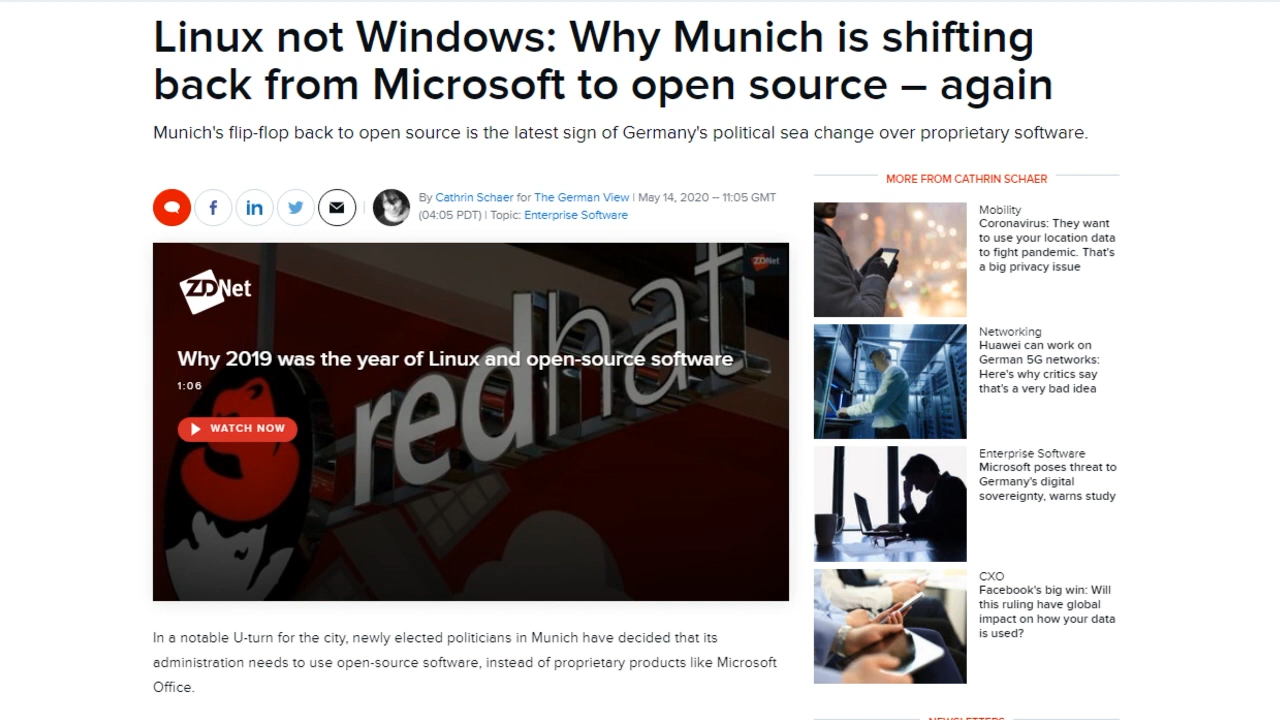 Linux not Windows: Why Munich is shifting
back from Microsoft to open source – again
Munich's flip-flop back to open source is the latest sign of Germany's political sea change over proprietary software.
By Cathrin Schaer for The German View | May 14, 2020 -- 11:05 GMT
(04:05 PDT) | Topic: Enterprise Software
ZDNet
ZDNet
redhat
Why 2019 was the year of Linux and open-source software
1:06
WATCH NOW
In a notable U-turn for the city, newly elected politicians in Munich have decided that its
administration needs to use open-source software, instead of proprietary products like Microsoft
Office.
MORE FROM CATHRIN SCHAER
Mobility
Coronavirus: They want
to use your location data
to fight pandemic. That's
a big privacy issue
Networking
Huawei can work on
German 5G networks:
Here's why critics say
that's a very bad idea
Enterprise Software
Microsoft poses threat to
Germany's digital
sovereignty, warns study
CXO
Facebook's big win: Will
this ruling have global
impact on how your data
is used?
NEWSLETTERS